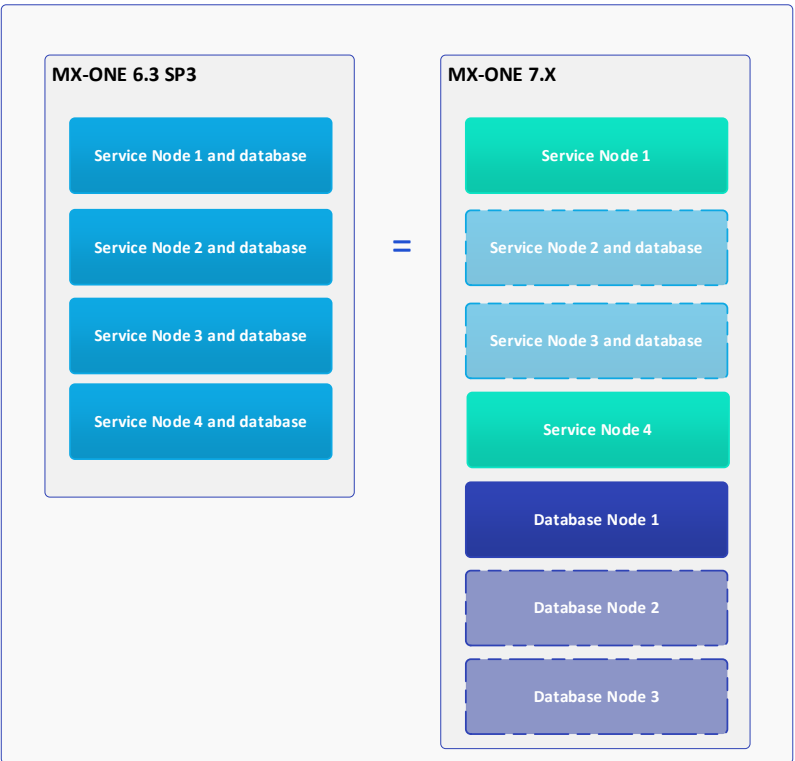 MX-ONE 6.3 SP3
Service Node 1 and database
Service Node 2 and database
Service Node 3 and database
Service Node 4 and database
=
MX-ONE 7.X
Service Node 1
Service Node 2 and database
Service Node 3 and database
Service Node 4
Database Node 1
Database Node 2
Database Node 3